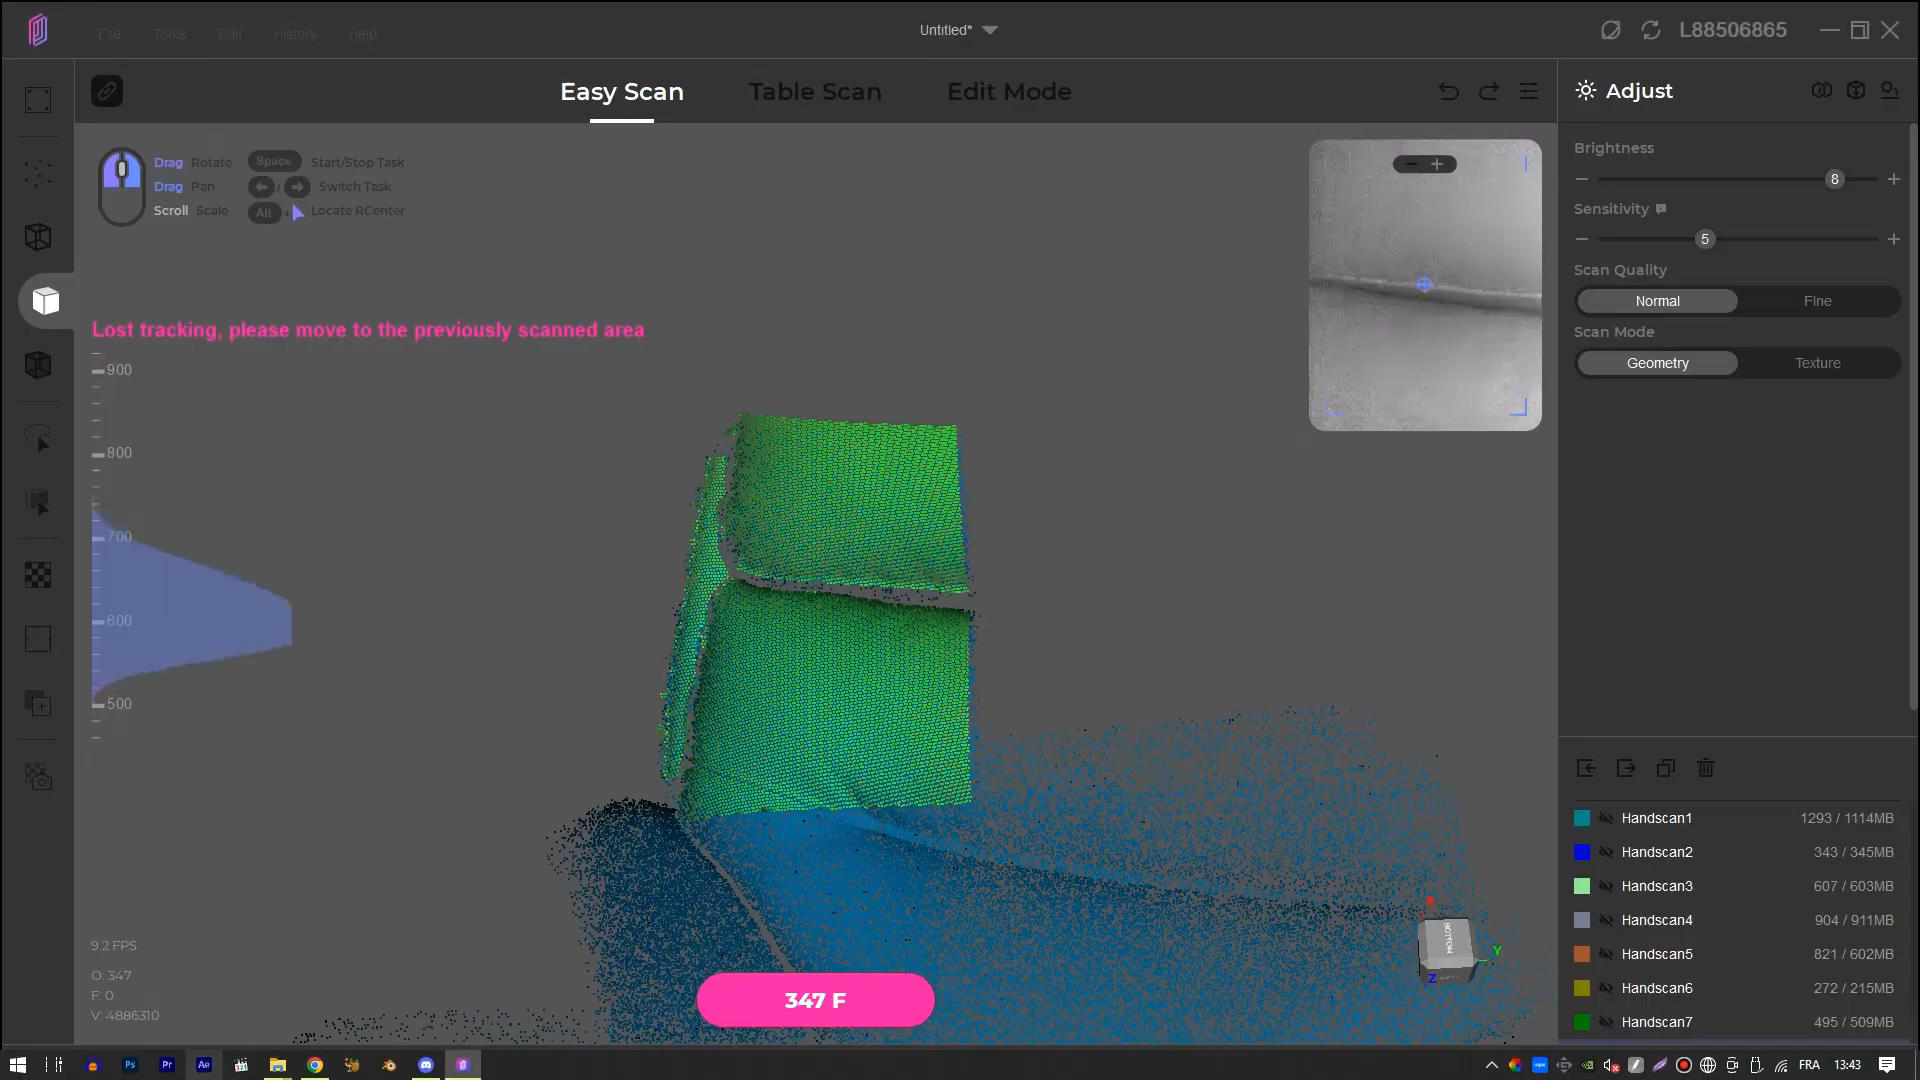 File Tools Edit History Help
Untitled*
L88506865
Easy Scan Table Scan Edit Mode
Adjust
Drag Rotate Space Start/Stop Task
Drag Pan / Switch Task
Scroll Scale Alt + Locate RCenter
Brightness
8
Sensitivity
5
Scan Quality
Normal Fine
Scan Mode
Geometry Texture
Lost tracking, please move to the previously scanned area
900
800
700
600
500
Handscan1 1293 / 1114MB
Handscan2 343 / 345MB
Handscan3 607 / 603MB
Handscan4 904 / 911MB
Handscan5 821 / 602MB
Handscan6 272 / 215MB
Handscan7 495 / 509MB
BOTTOM
Y
Z
9.2 FPS
O: 347
F: 0
V: 4886310
347 F
Ps Pr Ae
FRA 13:43